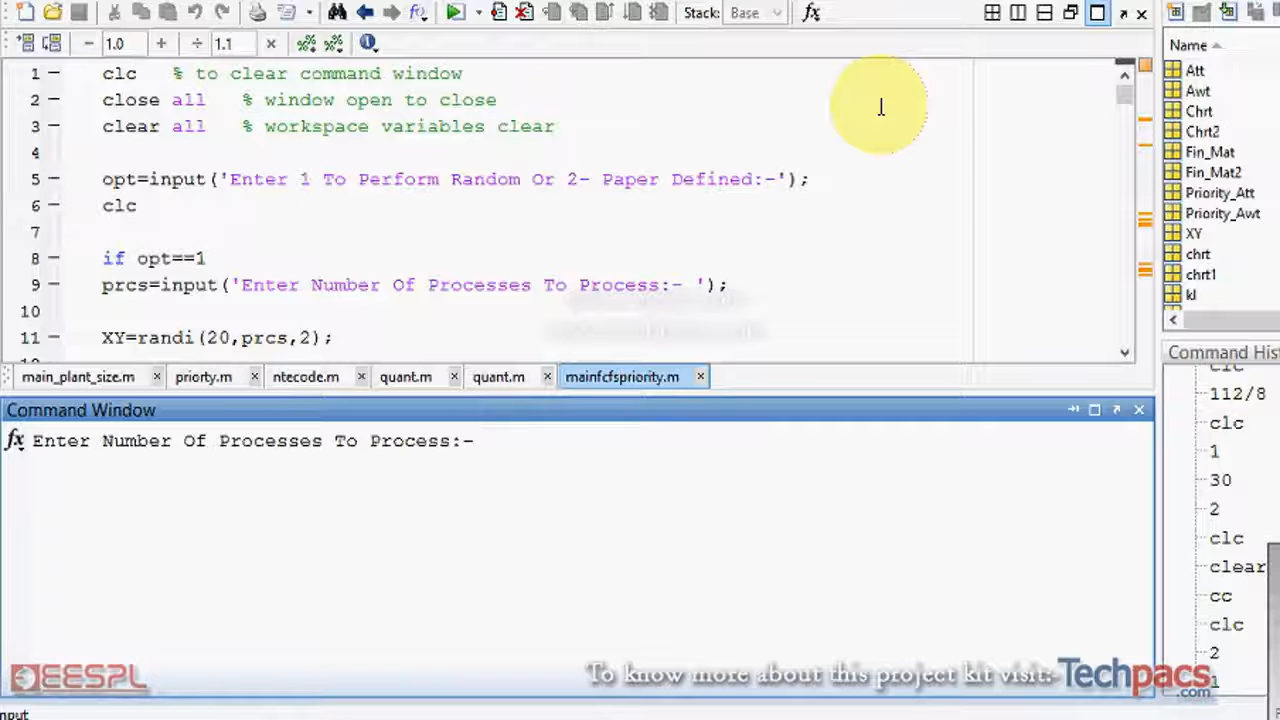 1.0
1.1
Stack: Base
fx
1 clc % to clear command window
2 close all % window open to close
3 clear all % workspace variables clear
4
5 opt=input('Enter 1 To Perform Random Or 2- Paper Defined:-');
6 clc
7
8 if opt==1
9 prcs=input('Enter Number Of Processes To Process:- ');
10
11 XY=randi(20,prcs,2);
main_plant_size.m
priorty.m
ntecode.m
quant.m
quant.m
mainfcfspriority.m
Command Window
fx Enter Number Of Processes To Process:-
Name
Att
Awt
Chrt
Chrt2
Fin_Mat
Fin_Mat2
Priority_Att
Priority_Awt
XY
chrt
chrt1
kl
Command His
clc
112/8
clc
1
30
2
clc
clear
cc
clc
2
1
EESPL
To know more about this project kit visit:- Techpacs
.com
nput